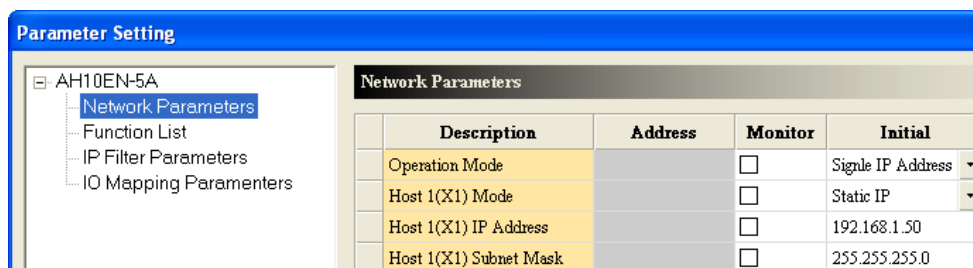 Parameter Setting
AH10EN-5A
Network Parameters
Function List
IP Filter Parameters
IO Mapping Paramenters
Network Parameters
Description Address Monitor Initial
Operation Mode Signle IP Address
Host 1(X1) Mode Static IP
Host 1(X1) IP Address 192.168.1.50
Host 1(X1) Subnet Mask 255.255.255.0